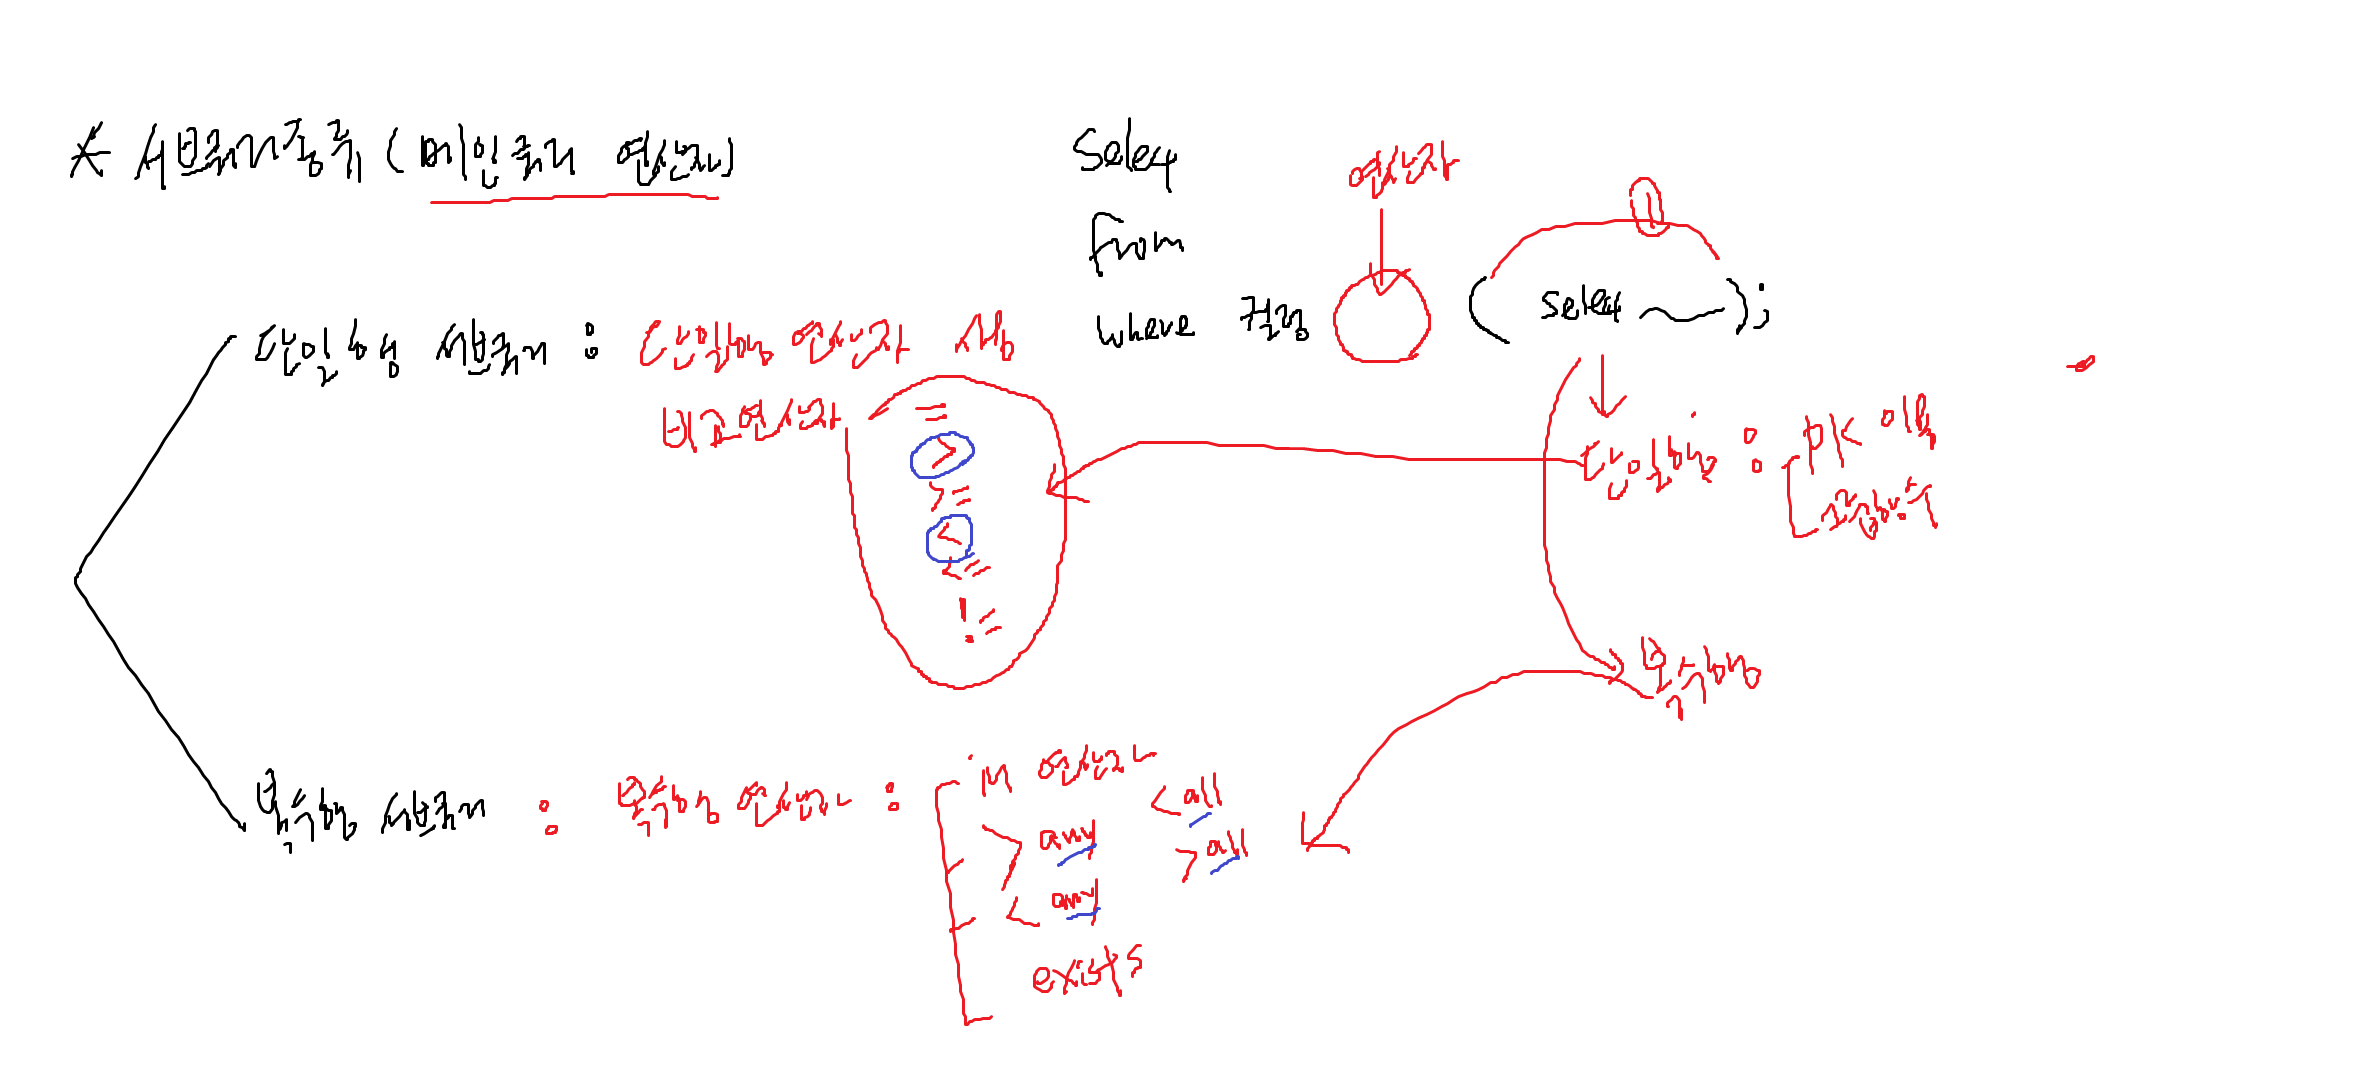 * 서브쿼리종류 (메인쿼리 연산자)
단일행 서브쿼리 : 단일행 연산자 사용
비교연산자 =
>
>=
<
<=
!=
복수행 서브쿼리 : 복수행 연산자 :
in 연산자
< all
> any
> all
< any
exists
select
from
where 컬럼
연산자
1
( select );
단일행 : PK 이용
그룹함수
복수행